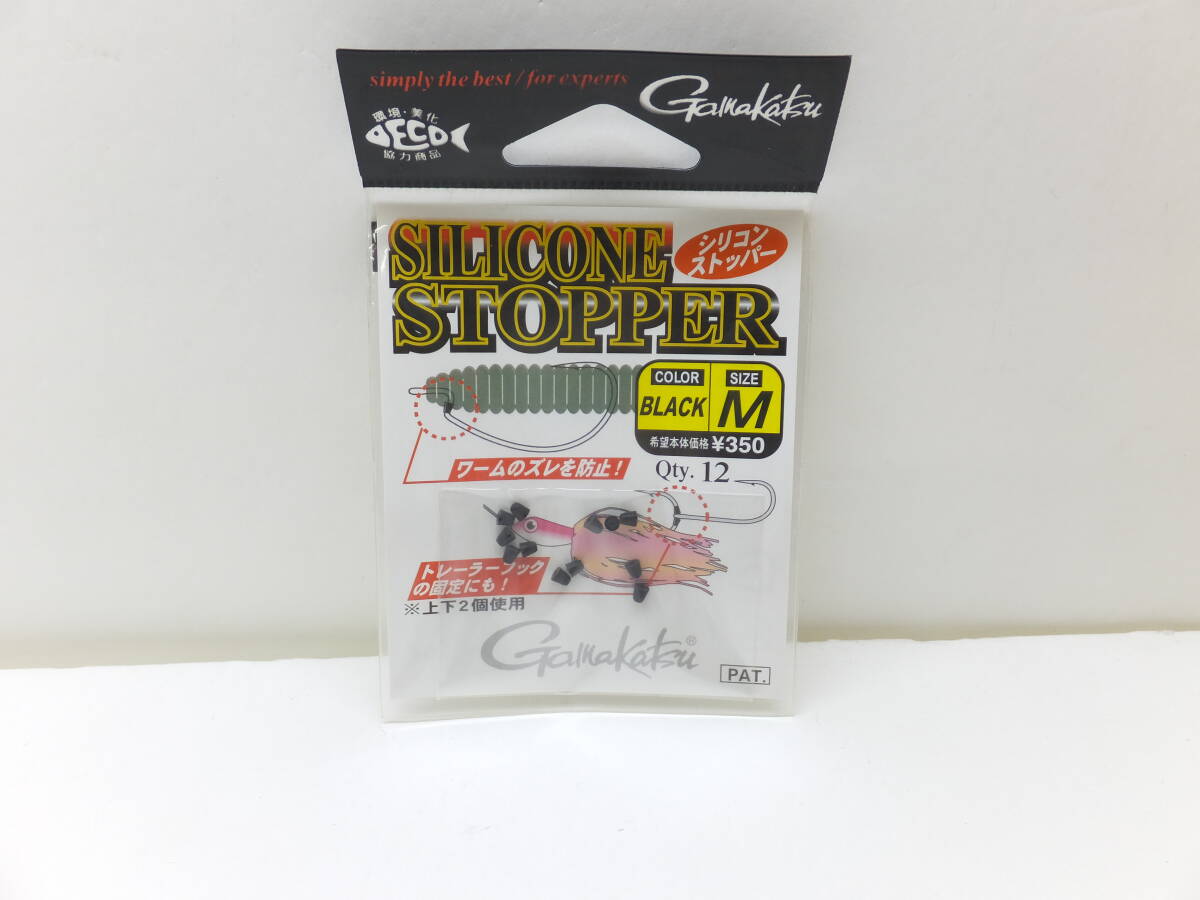 simply the best / for experts
Gamakatsu
環境・美化
DECO
協力商品
SILICONE
STOPPER
シリコン
ストッパー
COLOR
BLACK
SIZE
M
希望本体価格 ¥350
ワームのズレを防止!
Qty. 12
トレーラーフック
の固定にも!
※上下2個使用
Gamakatsu®
PAT.